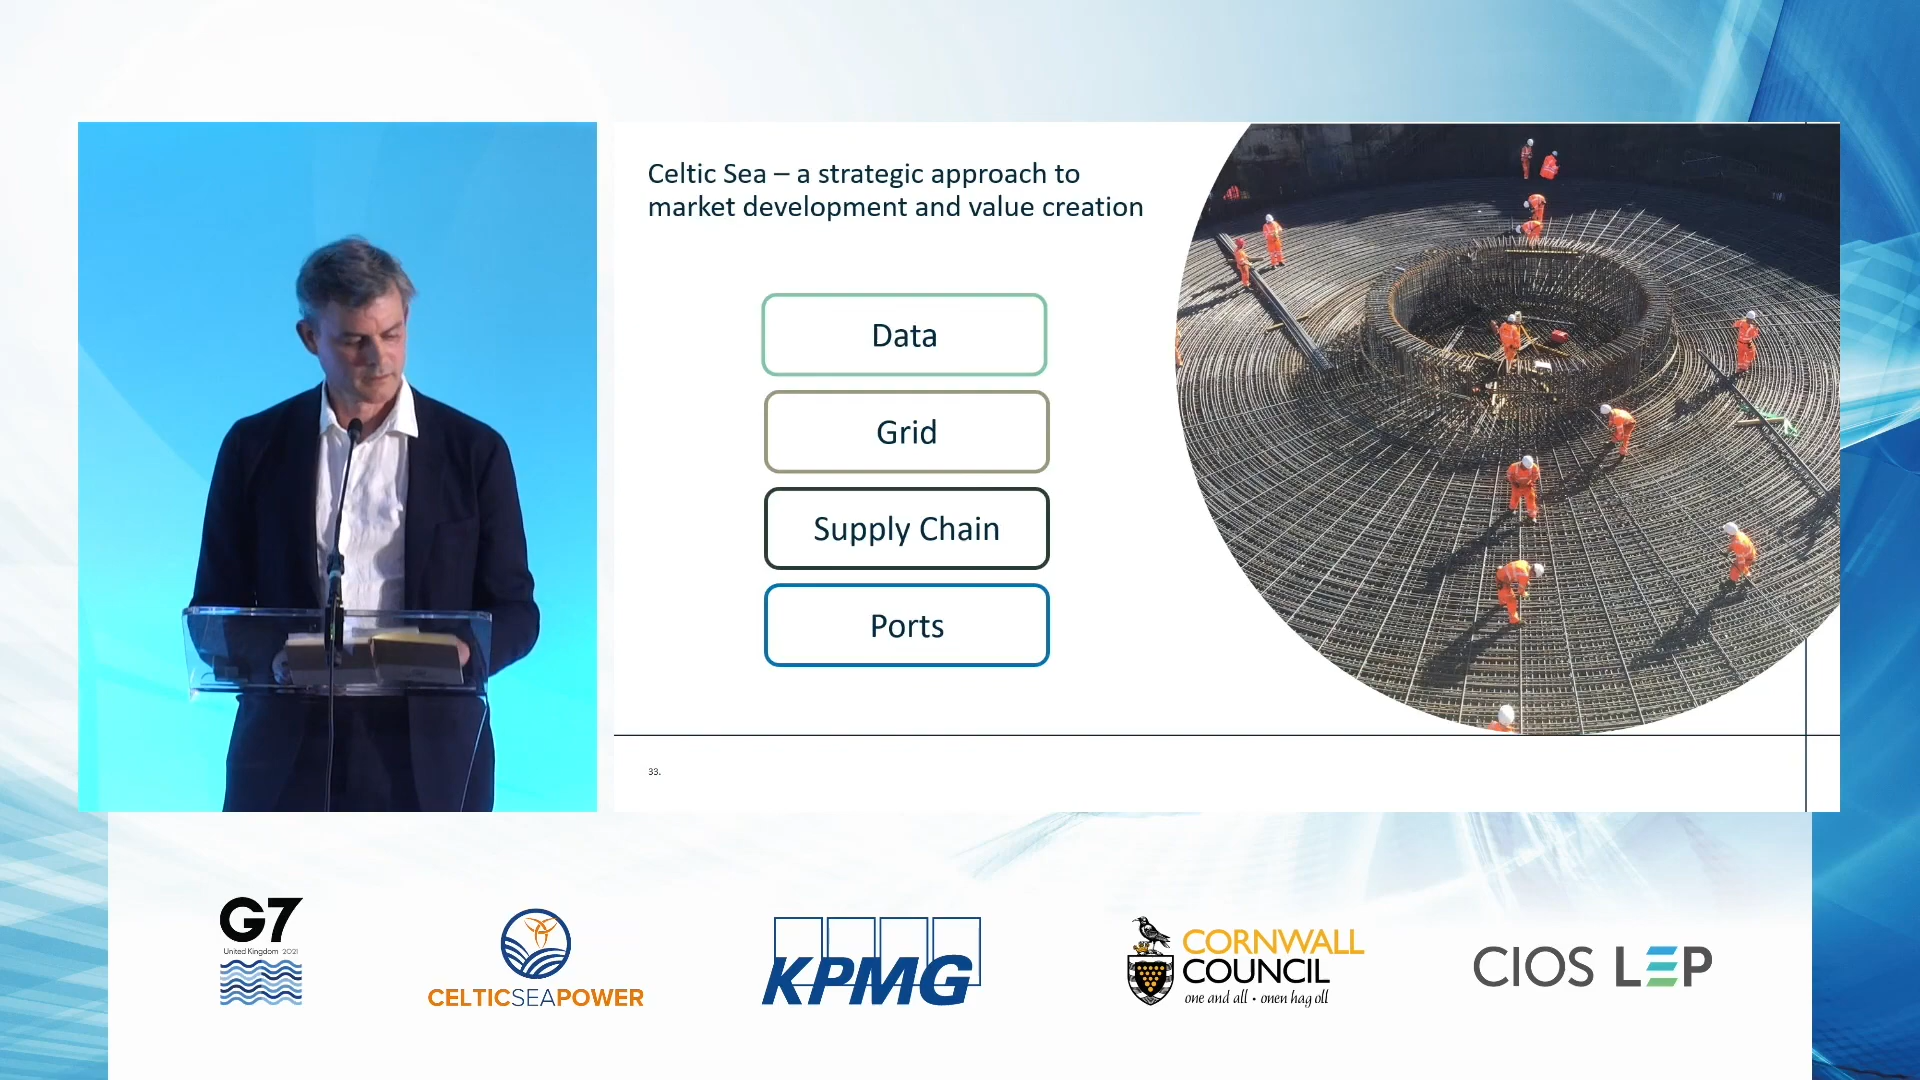 Celtic Sea – a strategic approach to
market development and value creation
Data
Grid
Supply Chain
Ports
33.
G7
United Kingdom 2021
CELTICSEAPOWER
KPMG
CORNWALL
COUNCIL
one and all • onen hag oll
CIOS LEP